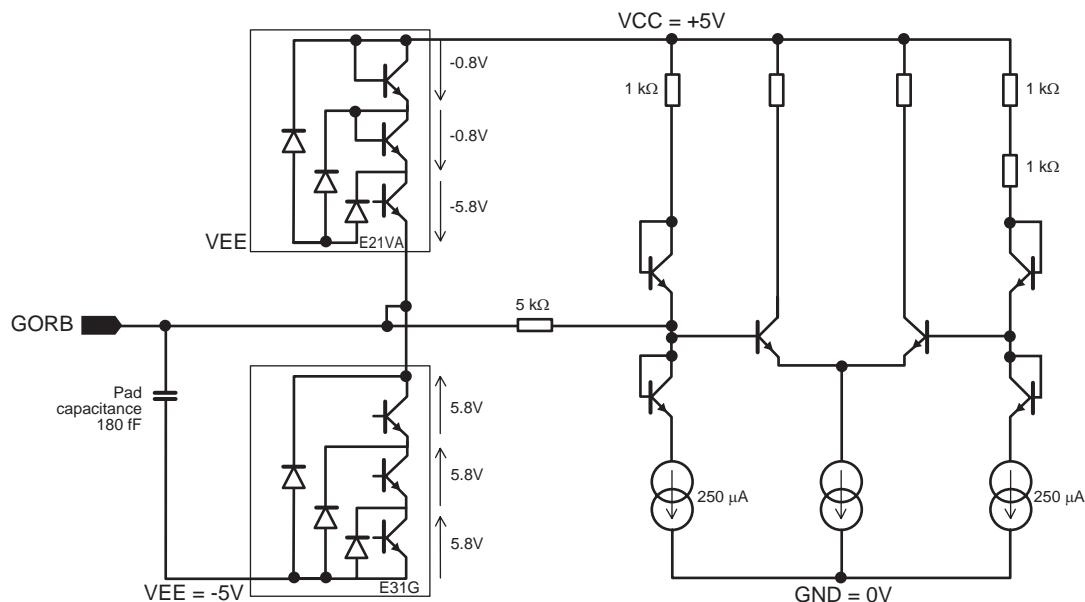 VCC = +5V
-0.8V
1 kΩ
1 kΩ
-0.8V
1 kΩ
-5.8V
VEE
E21VA
5 kΩ
GORB
Pad
capacitance
180 fF
5.8V
5.8V
250 µA
250 µA
5.8V
E31G
VEE = -5V
GND = 0V